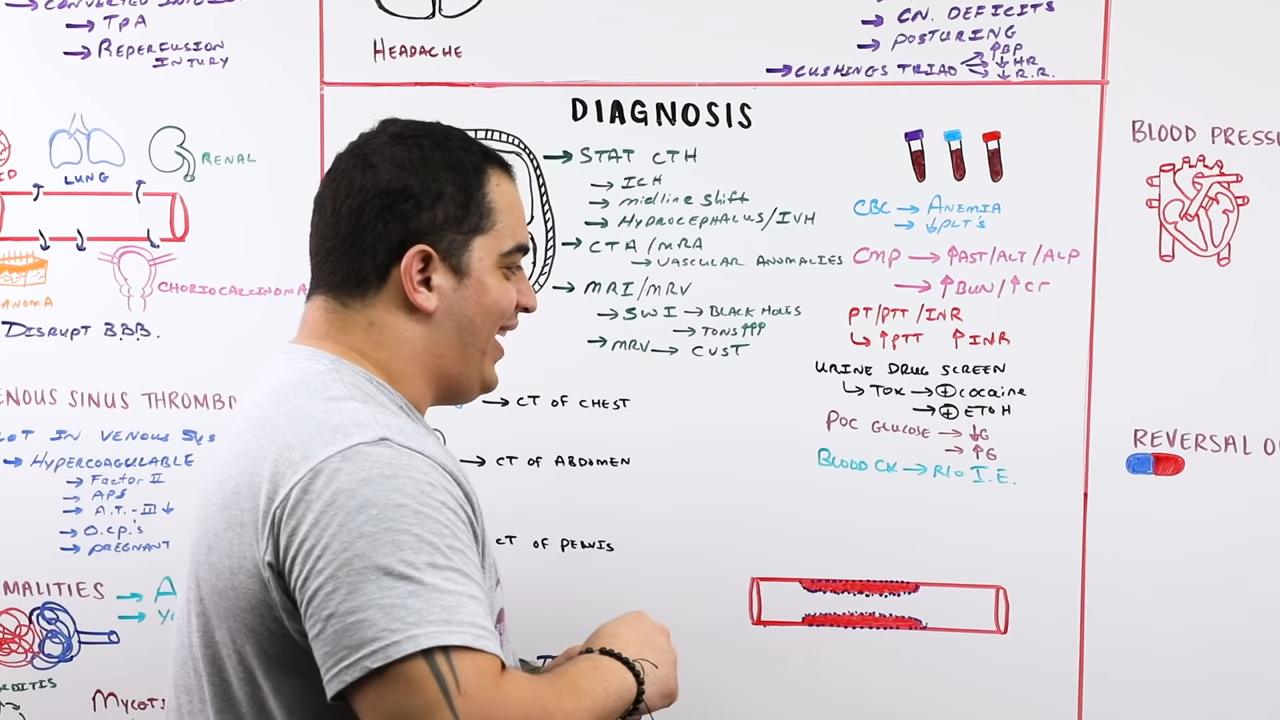 → TPA
→ REPERFUSION
INJURY
HEADACHE
→ CN. DEFICITS
→ POSTURING
→ CUSHINGS TRIAD → ↑BP
→ ↓HR
→ ↓R.R.
LUNG
RENAL
CHORIOCARCINOMA
DISRUPT B.B.B.
VENOUS SINUS
IN VENOUS SYS
→ HYPERCOAGULABLE
→ FACTOR II
→ APS
→ A.T.-III ↓
→ O.CP.'S
→ PREGNANT
DIAGNOSIS
→ STAT CTH
→ ICH
→ midline shift
→ HYDROCEPHALUS/IVH
→ CTA/MRA
→ VASCULAR ANOMALIES
→ MRI/MRV
→ SWI → BLACK HOLES
→ TONS ↑↑↑
→ MRV → CVST
→ CT OF CHEST
→ CT OF ABDOMEN
CT OF PELVIS
CBC → ANEMIA
→ ↓PLT'S
CMP → ↑AST/ALT/ALP
→ ↑BUN/↑Cr
PT/PTT/INR
↳ ↑PTT ↑INR
URINE DRUG SCREEN
↳ TOX → ⊕ cocaine
→ ⊕ ETOH
POC GLUCOSE → ↓G
→ ↑G
BLOOD CX → R/O I.E.
BLOOD
REVERSAL